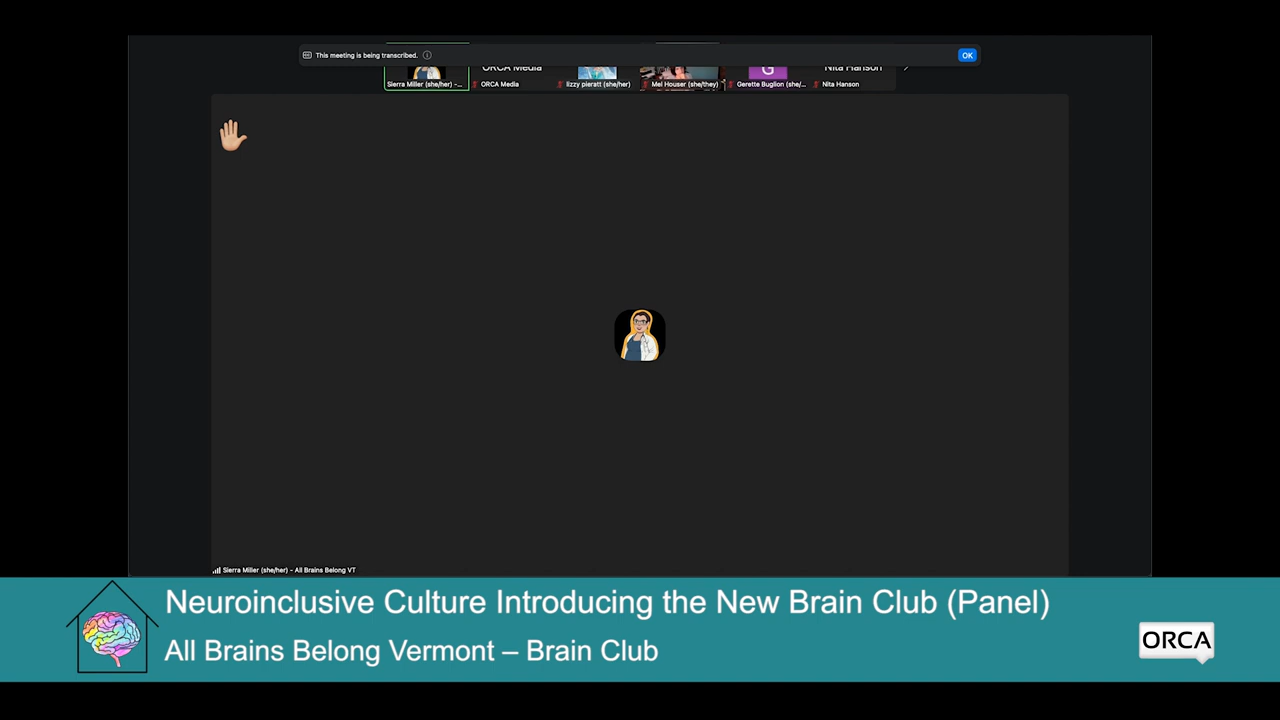 This meeting is being transcribed.
OK
ORCA Media
G
Nita Hanson
Sierra Miller (she/her) -...
ORCA Media
lizzy pieratt (she/her)
Mel Houser (she/they)
Gerette Buglion (she/...
Nita Hanson
Sierra Miller (she/her) - All Brains Belong VT
Neuroinclusive Culture Introducing the New Brain Club (Panel)
All Brains Belong Vermont – Brain Club
ORCA